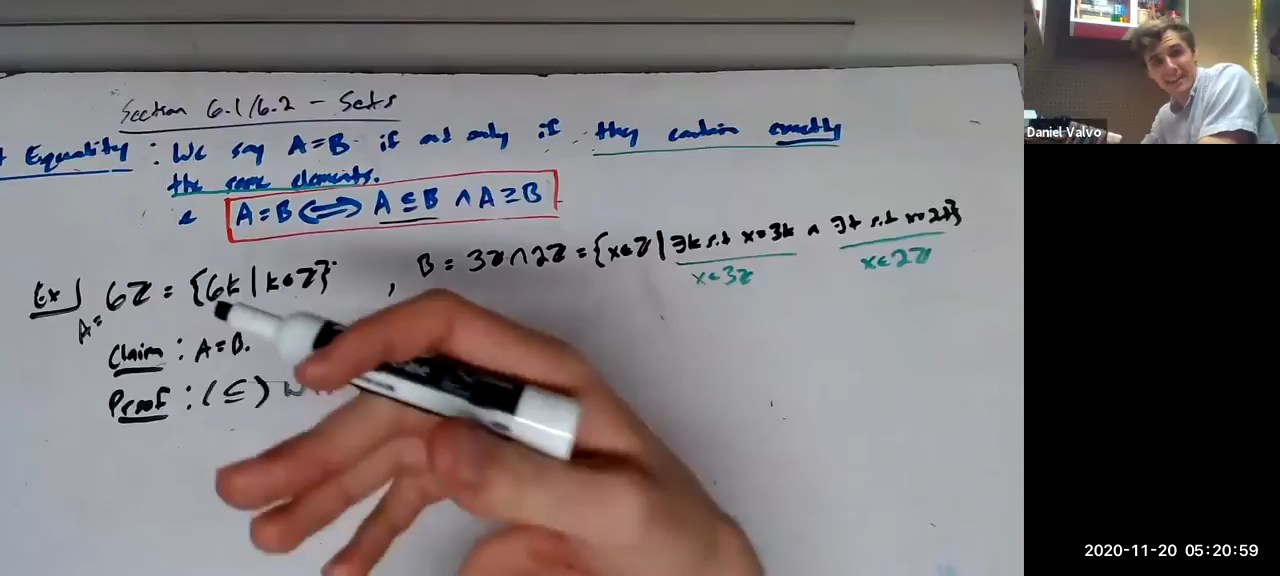 Section 6.1/6.2 - Sets
Equality : We say A=B if and only if they contain exactly
the same elements.
A=B ⟺ A ⊆ B ∧ A ⊇ B
Ex] 6ℤ = {6k | k∈ℤ} , B = 3ℤ∩2ℤ = {x∈ℤ | ∃k s.t x=3k ∧ ∃t s.t x=2t}
A= x∈3ℤ x∈2ℤ
Claim : A=B.
Proof : (⊆)
Daniel Valvo
2020-11-20 05:20:59